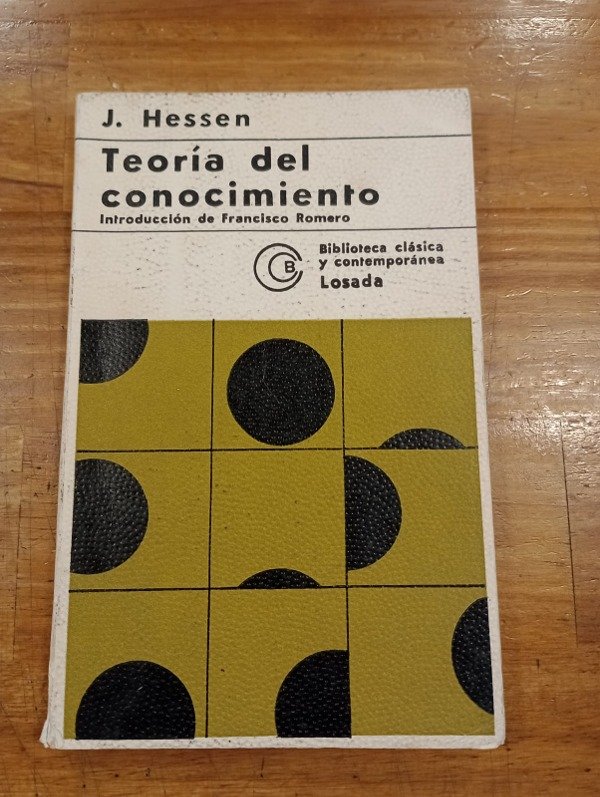 J. Hessen
Teoría del
conocimiento
Introducción de Francisco Romero
B
Biblioteca clásica
y contemporánea
Losada